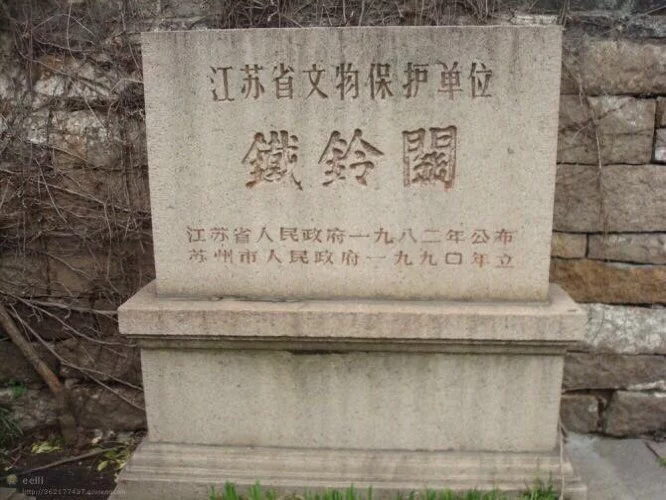 江苏省文物保护单位
鐵鈴關
江苏省人民政府一九八二年公布
苏州市人民政府一九九〇年立
eeill